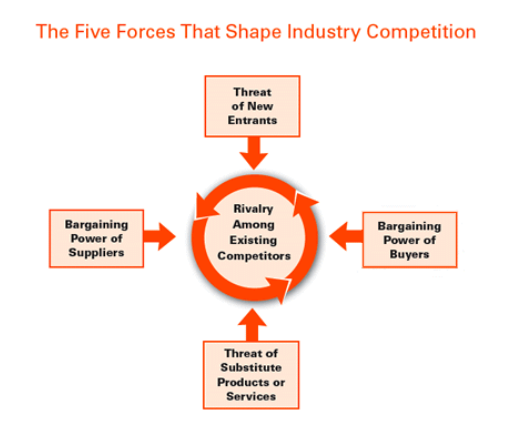 The Five Forces That Shape Industry Competition
Threat
of New
Entrants
Bargaining
Power of
Suppliers
Rivalry
Among
Existing
Competitors
Bargaining
Power of
Buyers
Threat of
Substitute
Products or
Services